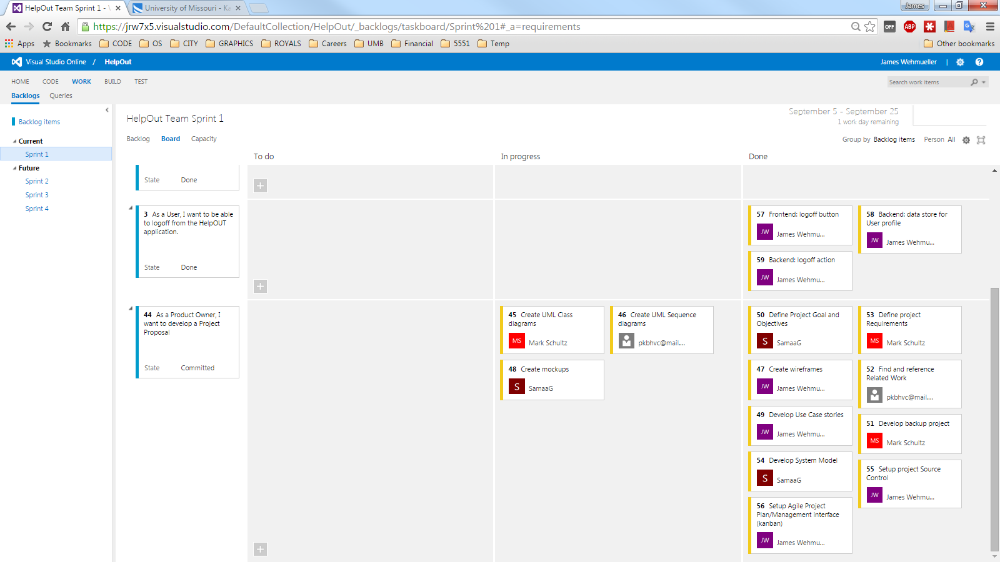 HelpOut Team Sprint 1 -
University of Missouri - Ka
James
https://jrw7x5.visualstudio.com/DefaultCollection/HelpOut/_backlogs/taskboard/Sprint%201#_a=requirements
OFF
ABP
Apps
Bookmarks
CODE
OS
CITY
GRAPHICS
ROYALS
Careers
UMB
Financial
5551
Temp
Other bookmarks
Visual Studio Online / HelpOut
James Wehmueller |
HOME
CODE
WORK
BUILD
TEST
Search work items
Backlogs
Queries
Backlog items
Current
Sprint 1
Future
Sprint 2
Sprint 3
Sprint 4
HelpOut Team Sprint 1
September 5 - September 25
1 work day remaining
Backlog
Board
Capacity
Group by Backlog items
Person All
To do
In progress
Done
State Done
3 As a User, I want to be able
to logoff from the HelpOUT
application.
State Done
57 Frontend: logoff button
JW James Wehmu...
58 Backend: data store for
User profile
JW James Wehmu...
59 Backend: logoff action
JW James Wehmu...
44 As a Product Owner, I
want to develop a Project
Proposal
State Committed
45 Create UML Class
diagrams
MS Mark Schultz
46 Create UML Sequence
diagrams
pkbhvc@mail....
48 Create mockups
S SamaaG
50 Define Project Goal and
Objectives
S SamaaG
53 Define project
Requirements
MS Mark Schultz
47 Create wireframes
JW James Wehmu...
52 Find and reference
Related Work
pkbhvc@mail....
49 Develop Use Case stories
JW James Wehmu...
51 Develop backup project
MS Mark Schultz
54 Develop System Model
S SamaaG
55 Setup project Source
Control
JW James Wehmu...
56 Setup Agile Project
Plan/Management interface
(kanban)
JW James Wehmu...